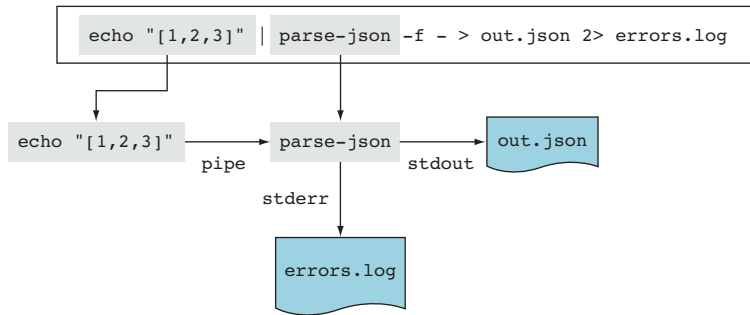 echo "[1,2,3]" | parse-json -f - > out.json 2> errors.log
echo "[1,2,3]"
pipe
parse-json
stdout
out.json
stderr
errors.log